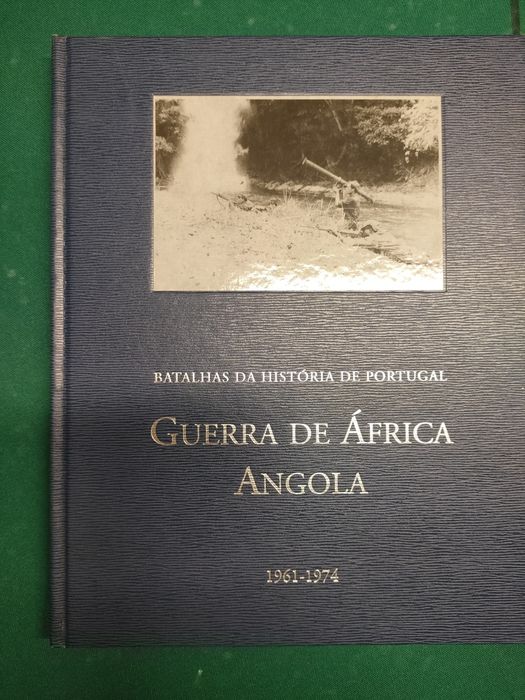 BATALHAS DA HISTÓRIA DE PORTUGAL
GUERRA DE ÁFRICA
ANGOLA
1961-1974